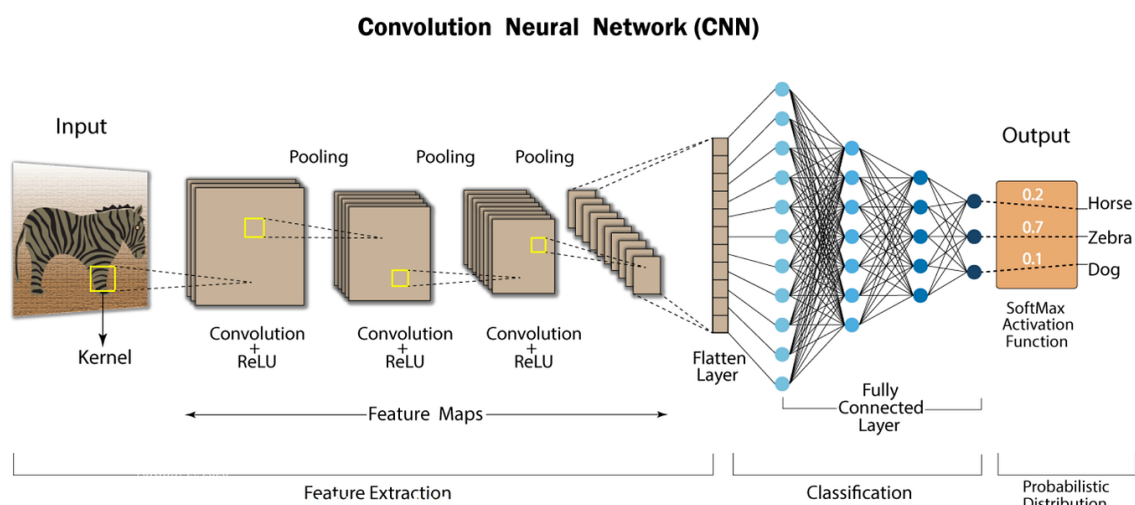 Convolution Neural Network (CNN)
Input
Output
Pooling
Pooling
Pooling
0.2
Horse
0.7
Zebra
0.1
Dog
SoftMax
Activation
Function
Kernel
Convolution
+
ReLU
Convolution
+
ReLU
Convolution
+
ReLU
Flatten
Layer
Fully
Connected
Layer
Feature Maps
Feature Extraction
Classification
Probabilistic
Distribution